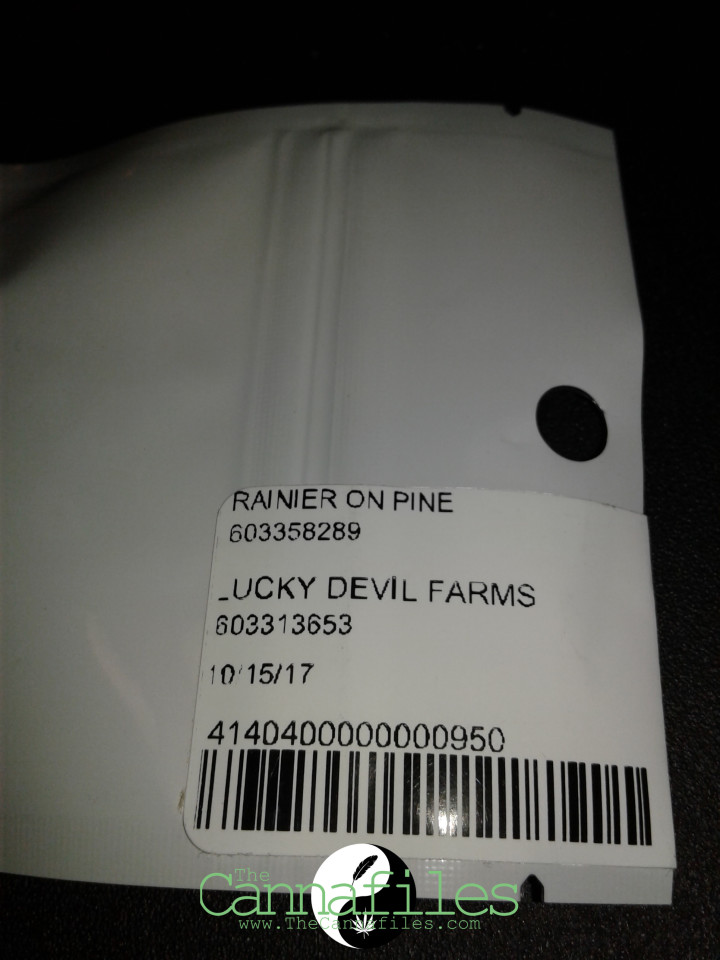 RAINIER ON PINE
603358289
LUCKY DEVIL FARMS
603313653
10/15/17
4140400000000950
The
Cannafiles
www.TheCannafiles.com